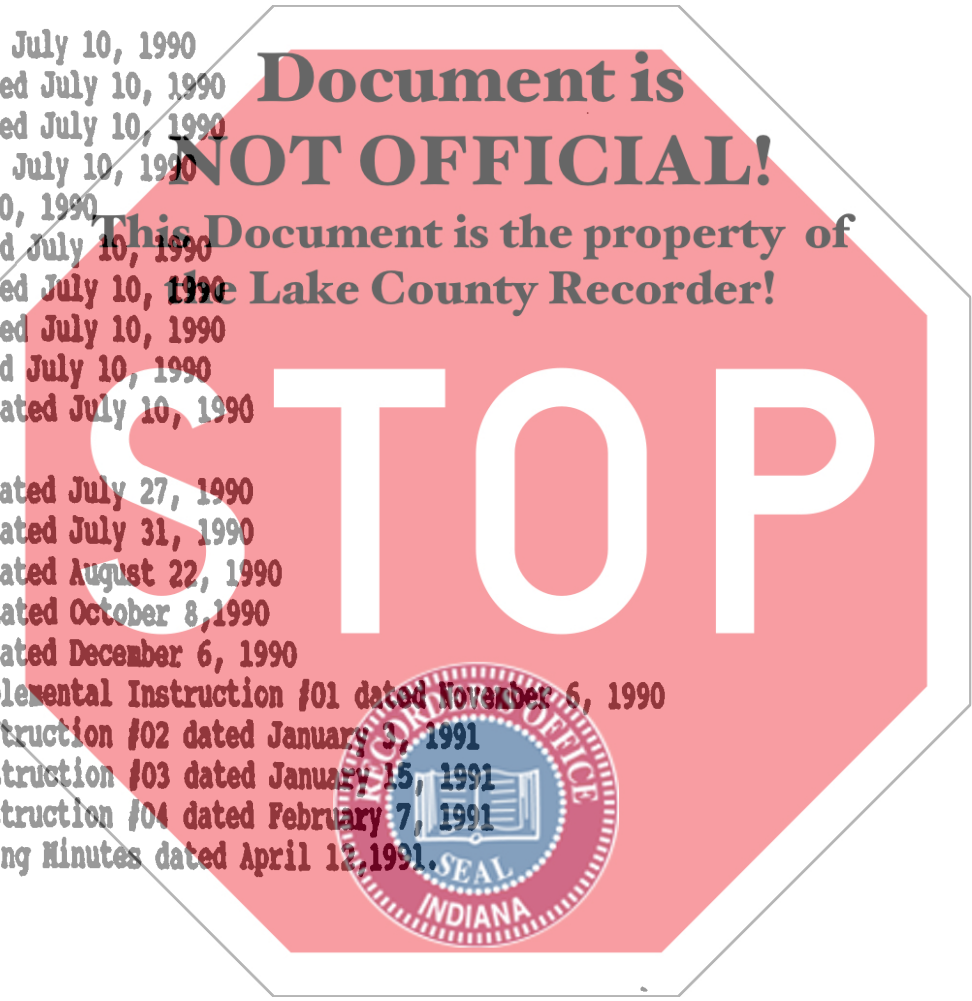 July 10, 1990
ed July 10, 1990
ed July 10, 1990
July 10, 1990
0, 1990
d July 10, 1990
ed July 10, 1990
ed July 10, 1990
d July 10, 1990
ated July 10, 1990
ated July 27, 1990
ated July 31, 1990
ated August 22, 1990
ated October 8,1990
ated December 6, 1990
lemental Instruction #01 dated November 6, 1990
truction #02 dated January 3, 1991
truction #03 dated January 15, 1991
truction #04 dated February 7, 1991
ng Minutes dated April 12,1991.
Document is
NOT OFFICIAL!
This Document is the property of
the Lake County Recorder!
STOP
RECORDER'S OFFICE
SEAL
INDIANA